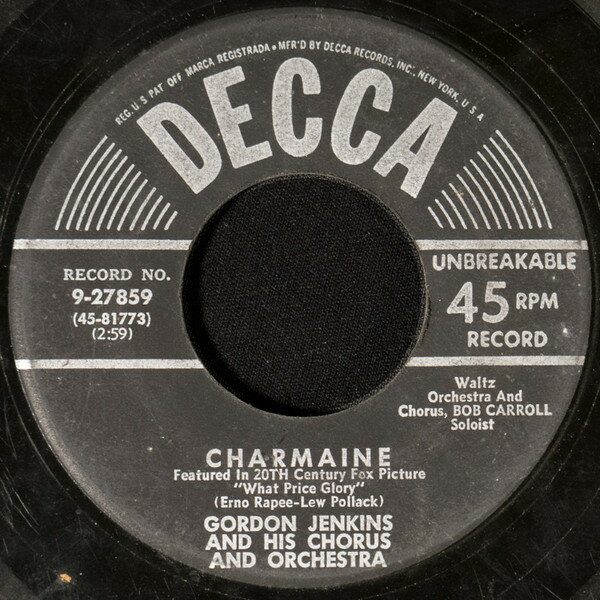 REG. U S PAT OFF MARCA REGISTRADA • MFR'D BY DECCA RECORDS, INC., NEW YORK, U S A
DECCA
RECORD NO.
9-27859
(45-81773)
(2:59)
UNBREAKABLE
45 RPM
RECORD
Waltz
Orchestra And
Chorus, BOB CARROLL
Soloist
CHARMAINE
Featured In 20TH Century Fox Picture
"What Price Glory"
(Erno Rapee-Lew Pollack)
GORDON JENKINS
AND HIS CHORUS
AND ORCHESTRA